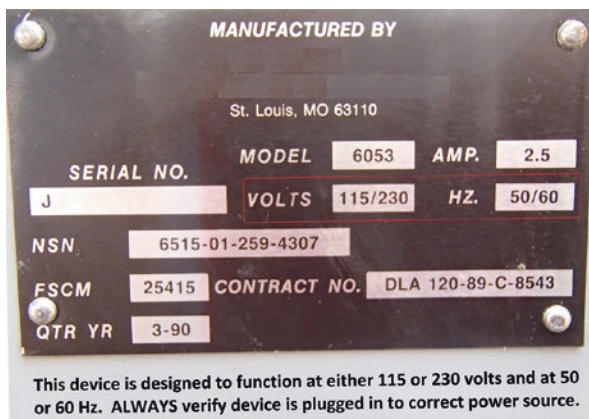 MANUFACTURED BY
St. Louis, MO 63110
MODEL 6053 AMP. 2.5
SERIAL NO.
J VOLTS 115/230 HZ. 50/60
NSN 6515-01-259-4307
FSCM 25415 CONTRACT NO. DLA 120-89-C-8543
QTR YR 3-90
This device is designed to function at either 115 or 230 volts and at 50
or 60 Hz. ALWAYS verify device is plugged in to correct power source.